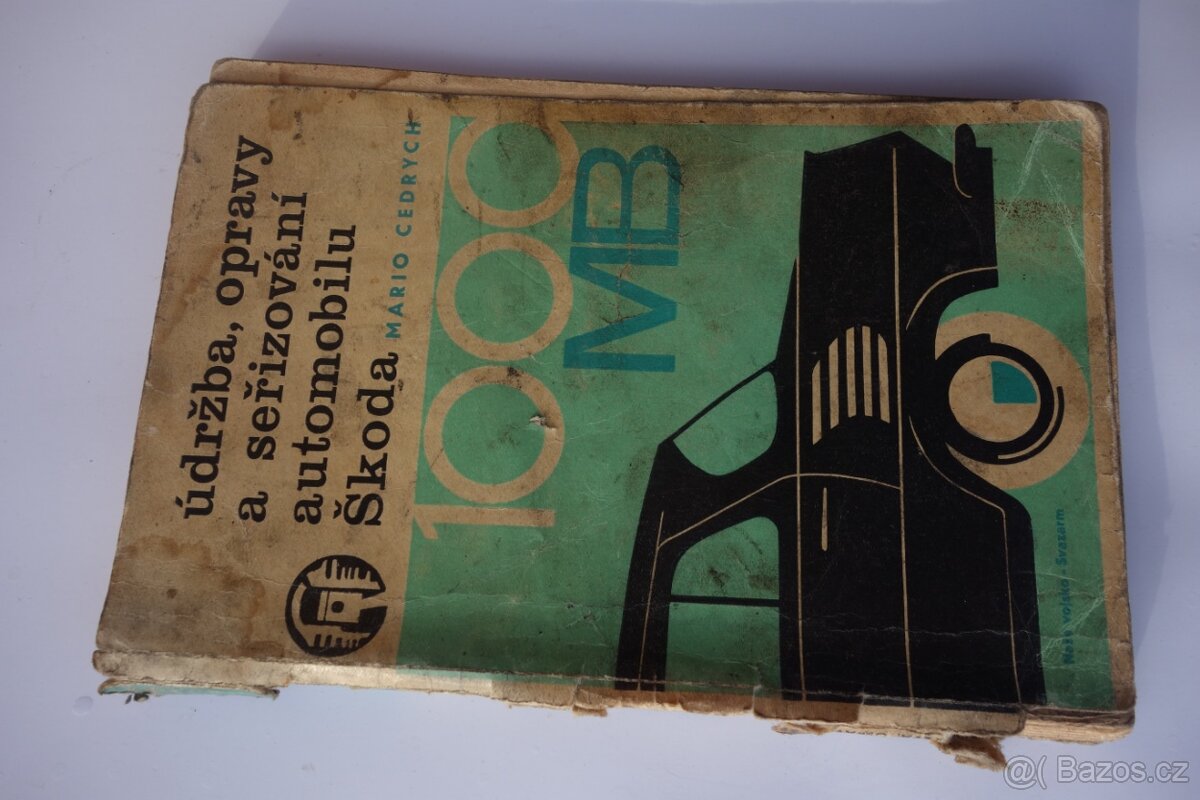 údržba, opravy
a seřizování
automobilu
Škoda
MARIO CEDRYCH
1000
MB
Naše vojsko - Svazarm
@( Bazos.cz